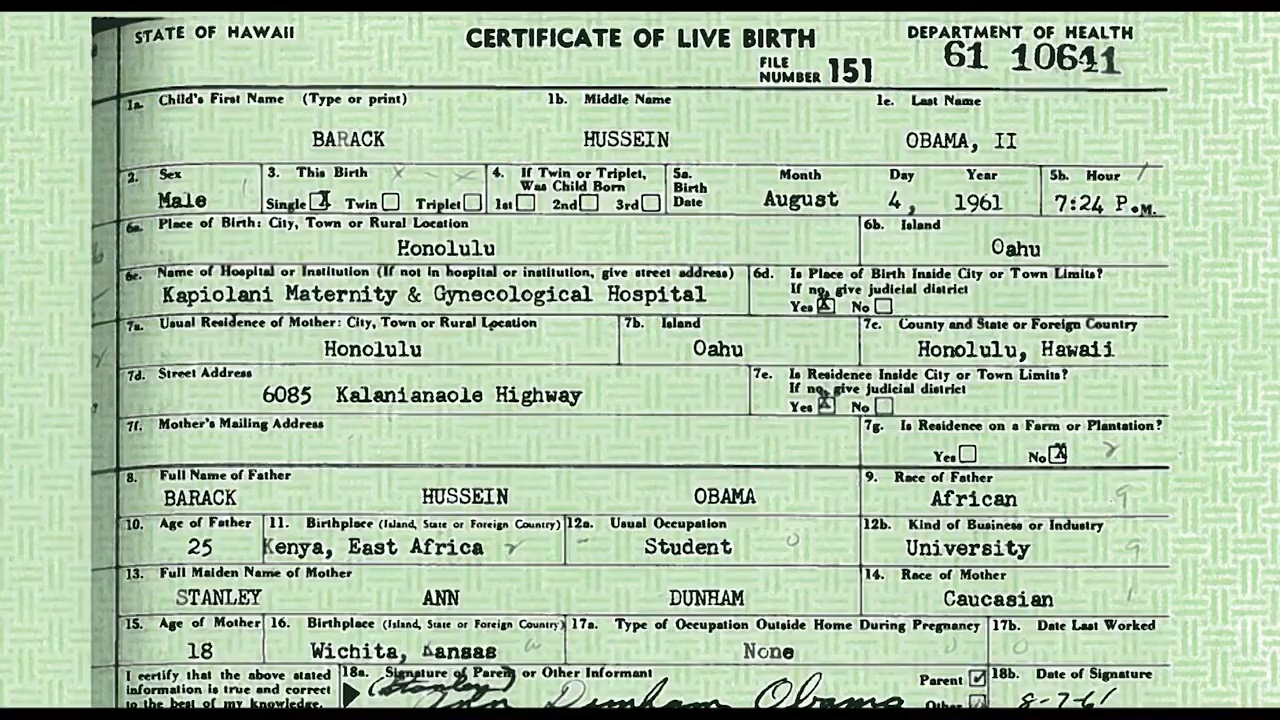 STATE OF HAWAII CERTIFICATE OF LIVE BIRTH DEPARTMENT OF HEALTH
FILE NUMBER 151 61 10641
1a. Child's First Name (Type or print) 1b. Middle Name 1c. Last Name
BARACK HUSSEIN OBAMA, II
2. Sex 3. This Birth 4. If Twin or Triplet, Was Child Born 5a. Birth Date Month Day Year 5b. Hour
Male Single X Twin Triplet 1st 2nd 3rd August 4, 1961 7:24 P.M.
6a. Place of Birth: City, Town or Rural Location 6b. Island
Honolulu Oahu
6c. Name of Hospital or Institution (If not in hospital or institution, give street address) 6d. Is Place of Birth Inside City or Town Limits?
If no, give judicial district
Kapiolani Maternity & Gynecological Hospital Yes X No
7a. Usual Residence of Mother: City, Town or Rural Location 7b. Island 7c. County and State or Foreign Country
Honolulu Oahu Honolulu, Hawaii
7d. Street Address 7e. Is Residence Inside City or Town Limits?
If no, give judicial district
6085 Kalanianaole Highway Yes X No
7f. Mother's Mailing Address 7g. Is Residence on a Farm or Plantation?
Yes No X
8. Full Name of Father 9. Race of Father
BARACK HUSSEIN OBAMA African 9
10. Age of Father 11. Birthplace (Island, State or Foreign Country) 12a. Usual Occupation 12b. Kind of Business or Industry
25 Kenya, East Africa Student 0 University 9
13. Full Maiden Name of Mother 14. Race of Mother
STANLEY ANN DUNHAM Caucasian 1
15. Age of Mother 16. Birthplace (Island, State or Foreign Country) 17a. Type of Occupation Outside Home During Pregnancy 17b. Date Last Worked
18 Wichita, Kansas None
I certify that the above stated 18a. Signature of Parent or Other Informant Parent 18b. Date of Signature
information is true and correct (Stanley) Ann Dunham Obama Other 8-7-61
to the best of my knowledge.